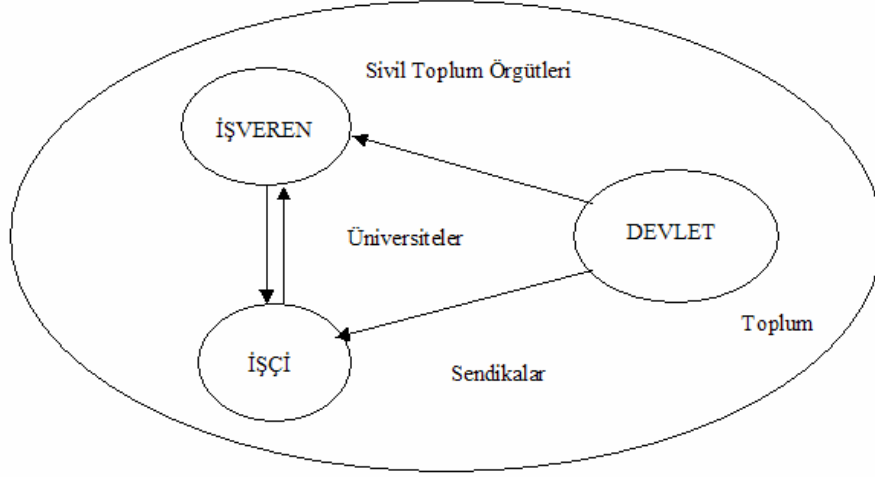 Sivil Toplum Örgütleri
İŞVEREN
DEVLET
Üniversiteler
Toplum
İŞÇİ
Sendikalar